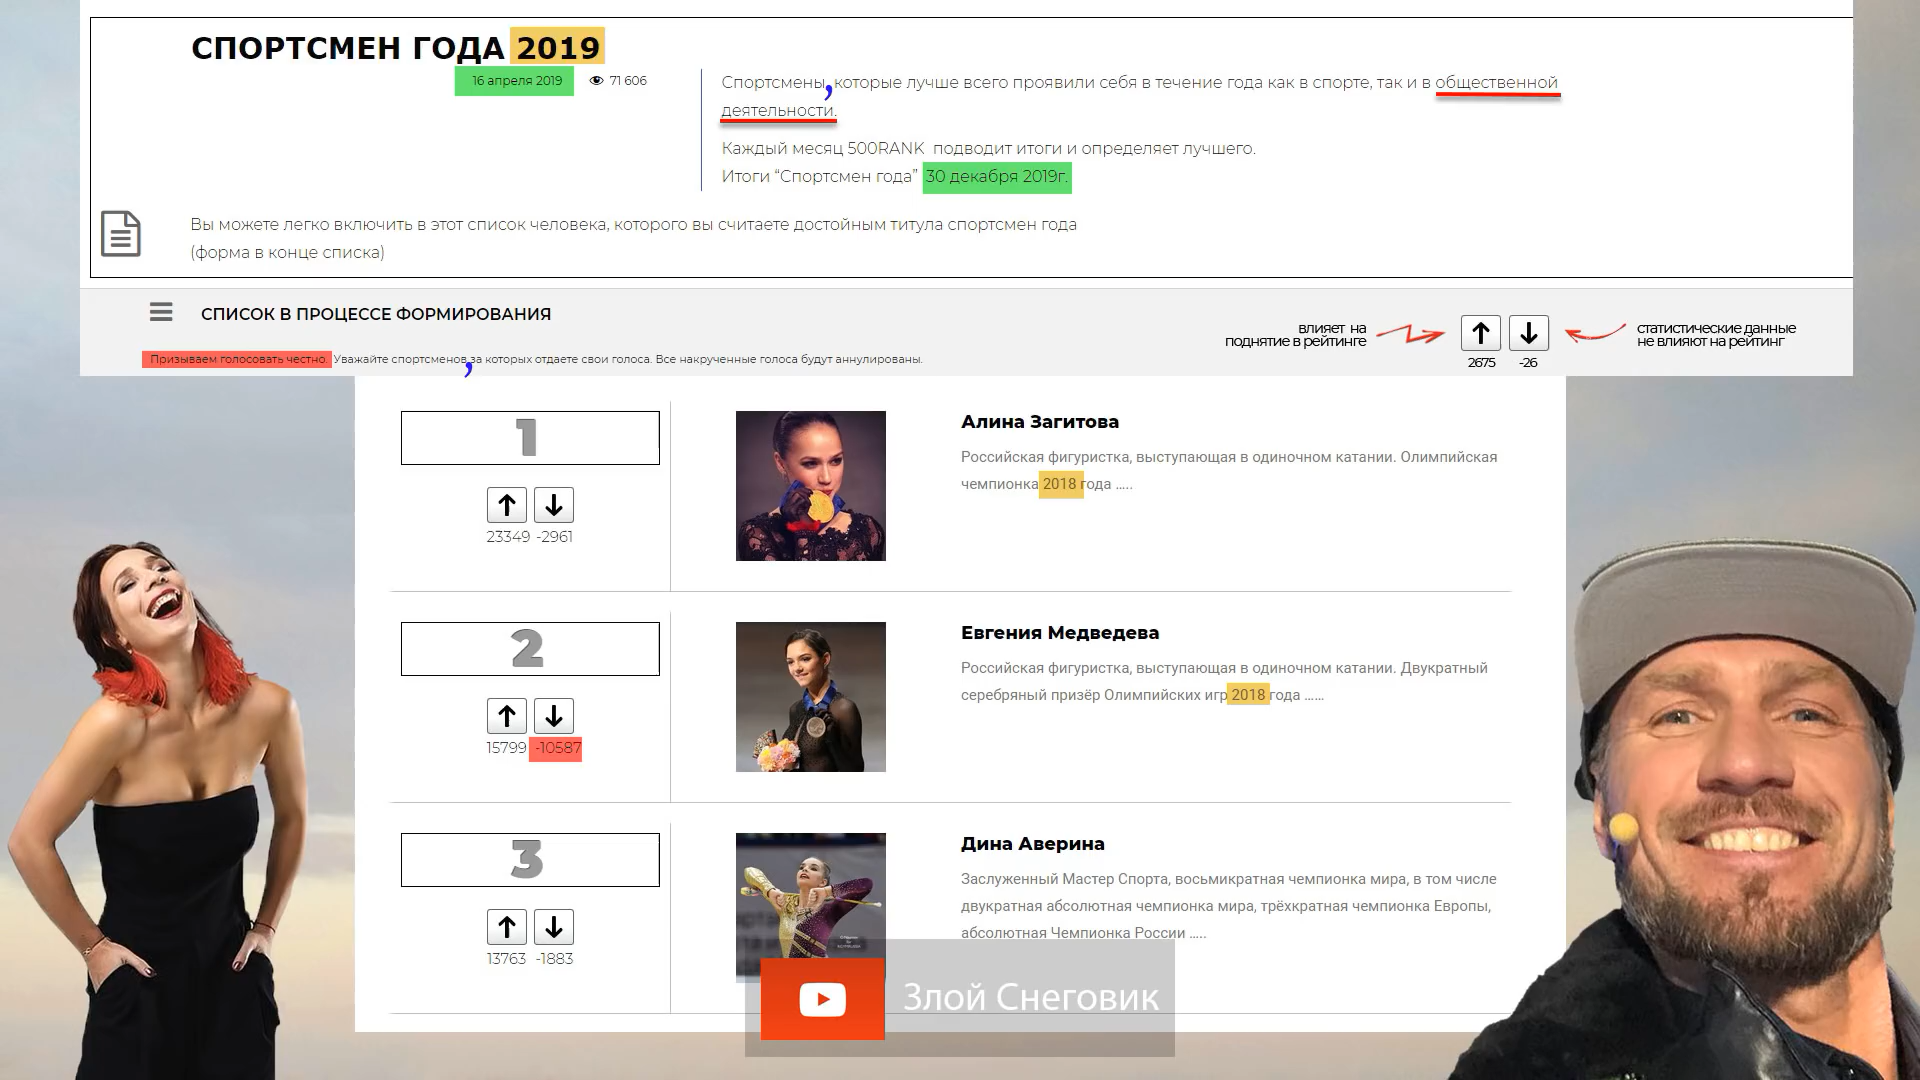 СПОРТСМЕН ГОДА 2019
16 апреля 2019 71 606
Спортсмены, которые лучше всего проявили себя в течение года как в спорте, так и в общественной
деятельности.
Каждый месяц 500RANK подводит итоги и определяет лучшего.
Итоги “Спортсмен года” 30 декабря 2019г.
Вы можете легко включить в этот список человека, которого вы считаете достойным титула спортсмен года
(форма в конце списка)
СПИСОК В ПРОЦЕССЕ ФОРМИРОВАНИЯ
Призываем голосовать честно. Уважайте спортсменов, за которых отдаете свои голоса. Все накрученные голоса будут аннулированы.
влияет на
поднятие в рейтинге
2675 -26
статистические данные
не влияют на рейтинг
1
23349 -2961
Алина Загитова
Российская фигуристка, выступающая в одиночном катании. Олимпийская
чемпионка 2018 года .....
2
15799 -10587
Евгения Медведева
Российская фигуристка, выступающая в одиночном катании. Двукратный
серебряный призёр Олимпийских игр 2018 года ......
3
13763 -1883
Дина Аверина
Заслуженный Мастер Спорта, восьмикратная чемпионка мира, в том числе
двукратная абсолютная чемпионка мира, трёхкратная чемпионка Европы,
абсолютная Чемпионка России .....
Злой Снеговик